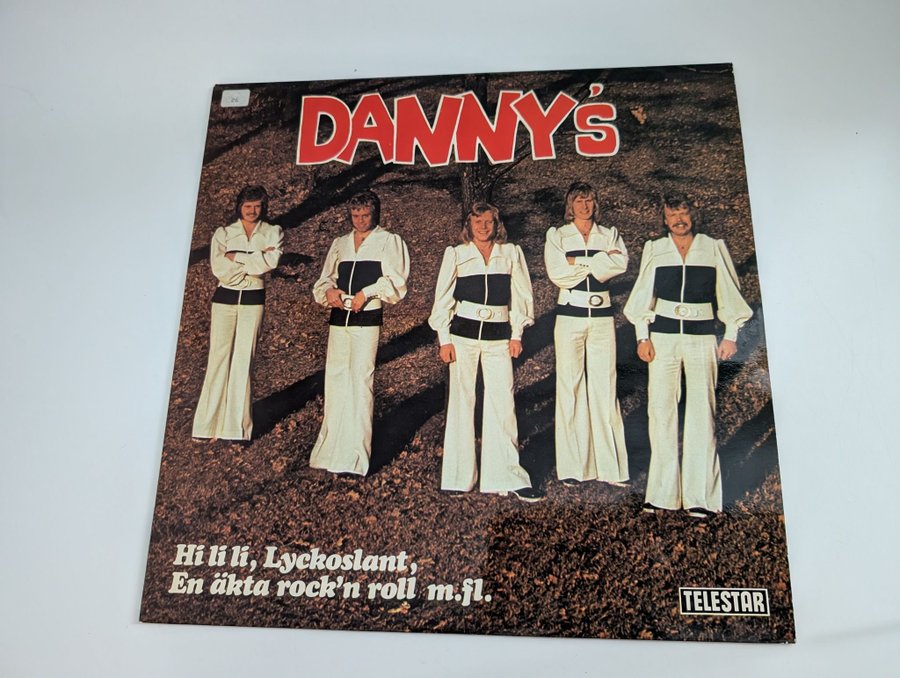 DANNY'S
Hi li li, Lyckoslant,
En äkta rock'n roll m.fl.
TELESTAR